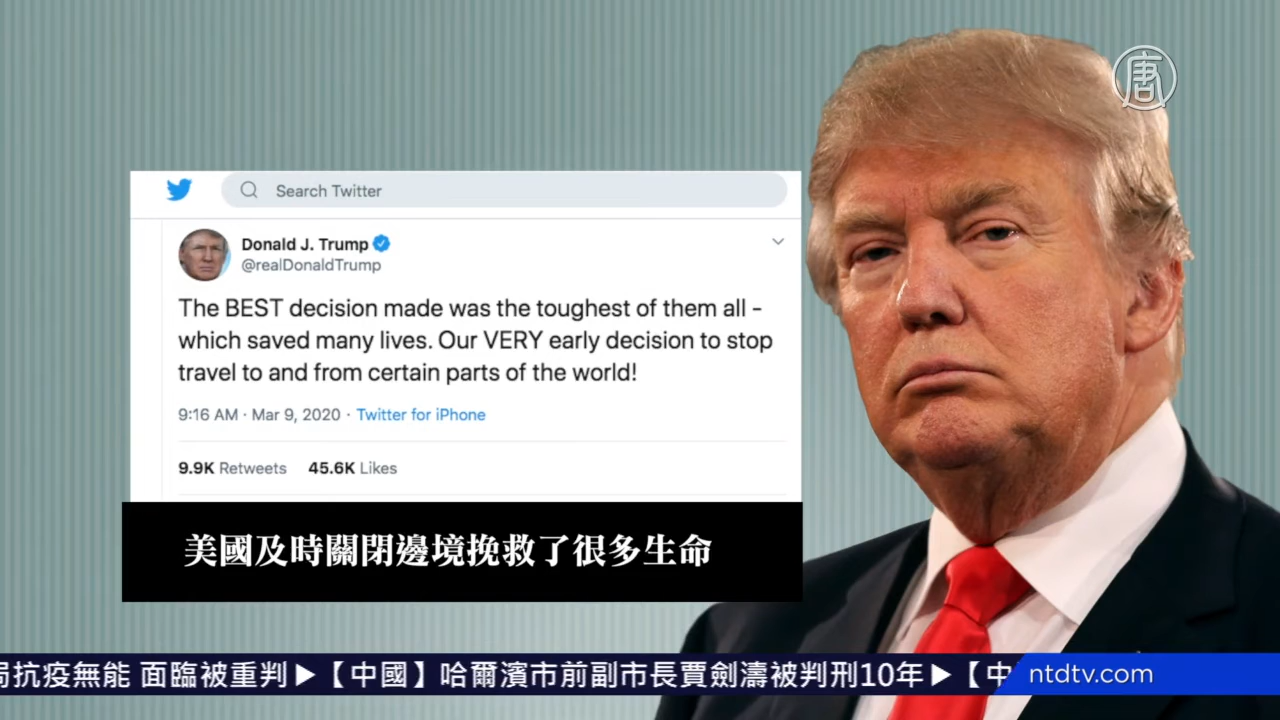 唐
Search Twitter
Donald J. Trump
@realDonaldTrump
The BEST decision made was the toughest of them all -
which saved many lives. Our VERY early decision to stop
travel to and from certain parts of the world!
9:16 AM · Mar 9, 2020 · Twitter for iPhone
9.9K Retweets 45.6K Likes
美國及時關閉邊境挽救了很多生命
局抗疫無能 面臨被重判▶【中國】哈爾濱市前副市長賈劍濤被判刑10年▶【中
ntdtv.com